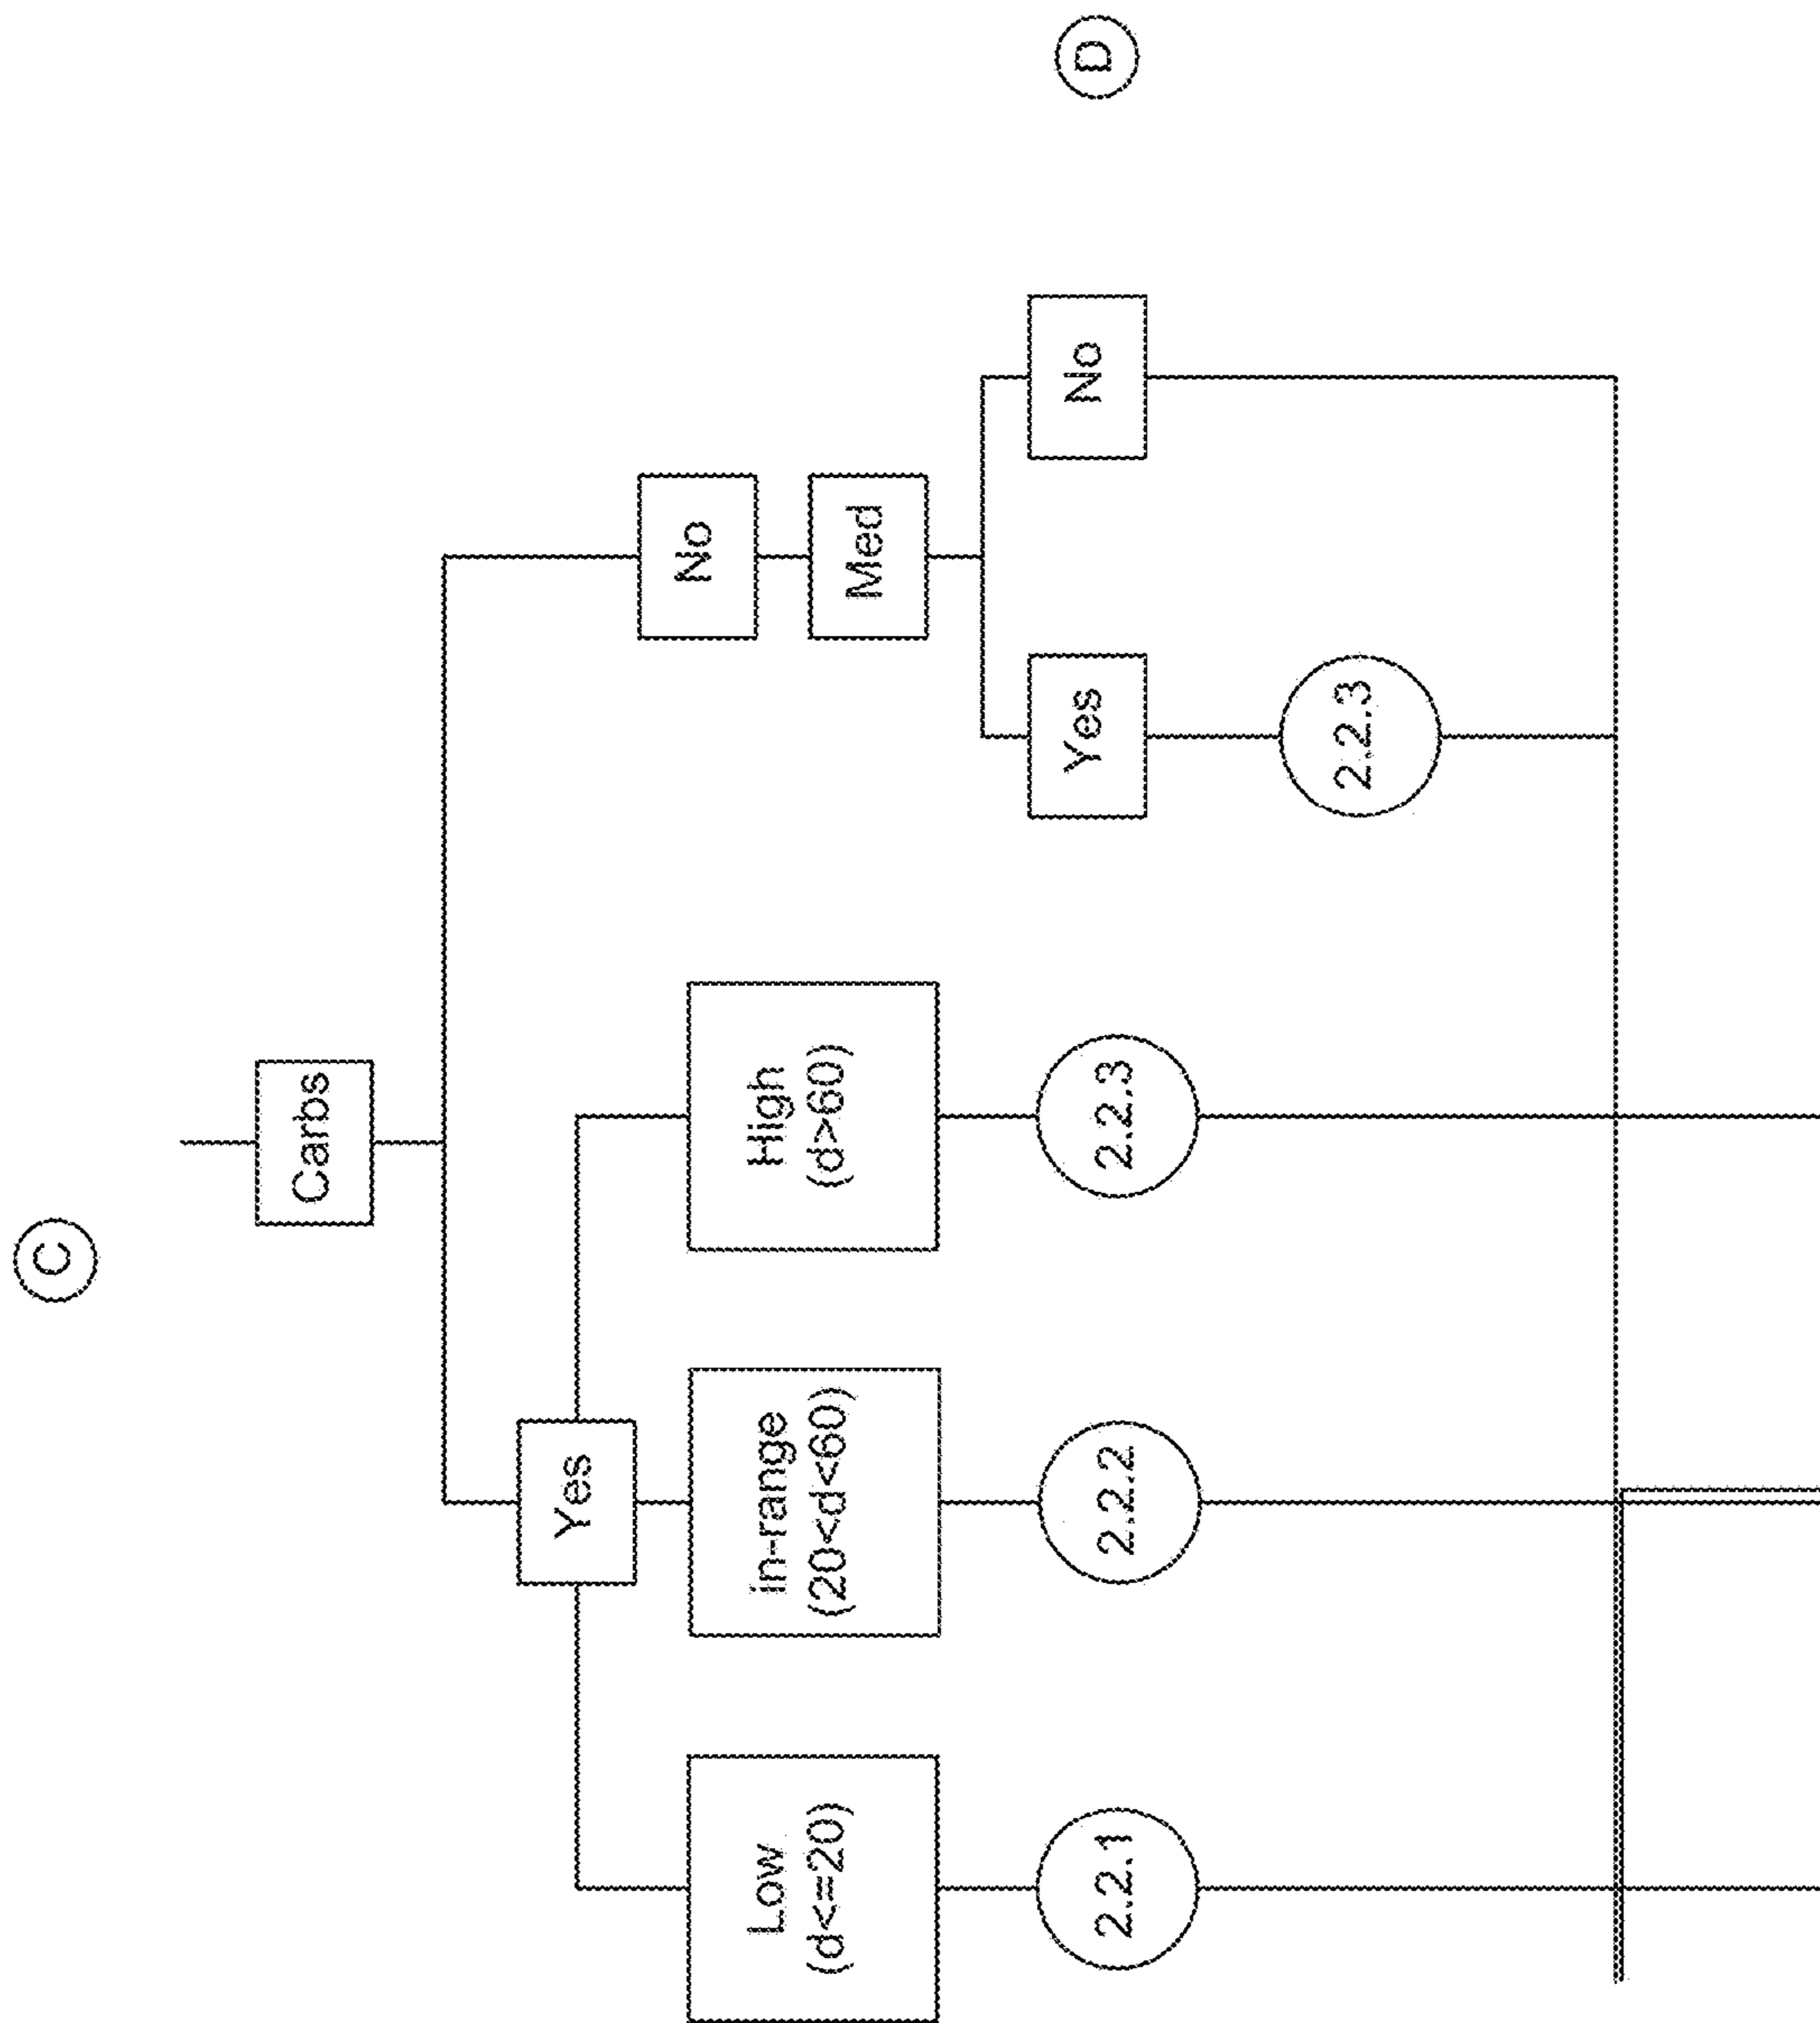 C
Carbs
Yes
No
Low
(d<=20)
in-range
(20<d<60)
High
(d>60)
Med
Yes
No
D
2.2.1
2.2.2
2.2.3
2.2.3